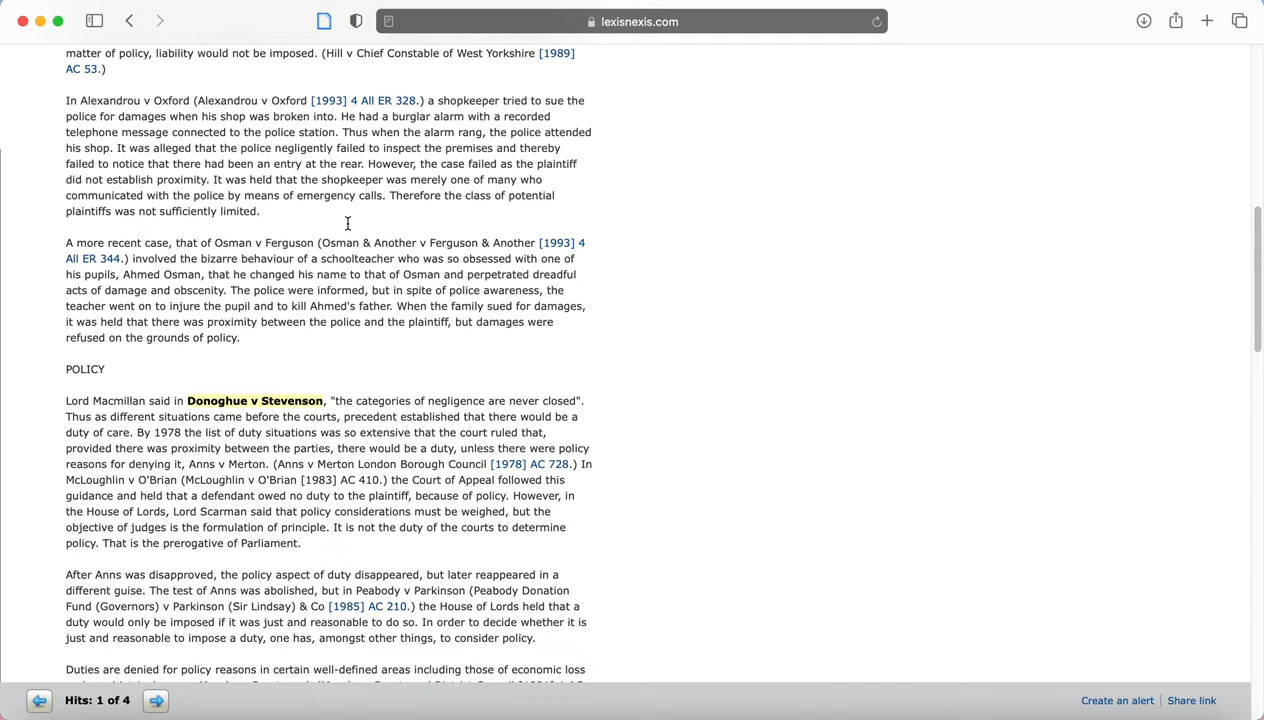 lexisnexis.com
matter of policy, liability would not be imposed. (Hill v Chief Constable of West Yorkshire [1989]
AC 53.)
In Alexandrou v Oxford (Alexandrou v Oxford [1993] 4 All ER 328.) a shopkeeper tried to sue the
police for damages when his shop was broken into. He had a burglar alarm with a recorded
telephone message connected to the police station. Thus when the alarm rang, the police attended
his shop. It was alleged that the police negligently failed to inspect the premises and thereby
failed to notice that there had been an entry at the rear. However, the case failed as the plaintiff
did not establish proximity. It was held that the shopkeeper was merely one of many who
communicated with the police by means of emergency calls. Therefore the class of potential
plaintiffs was not sufficiently limited.
A more recent case, that of Osman v Ferguson (Osman & Another v Ferguson & Another [1993] 4
All ER 344.) involved the bizarre behaviour of a schoolteacher who was so obsessed with one of
his pupils, Ahmed Osman, that he changed his name to that of Osman and perpetrated dreadful
acts of damage and obscenity. The police were informed, but in spite of police awareness, the
teacher went on to injure the pupil and to kill Ahmed's father. When the family sued for damages,
it was held that there was proximity between the police and the plaintiff, but damages were
refused on the grounds of policy.
POLICY
Lord Macmillan said in Donoghue v Stevenson, "the categories of negligence are never closed".
Thus as different situations came before the courts, precedent established that there would be a
duty of care. By 1978 the list of duty situations was so extensive that the court ruled that,
provided there was proximity between the parties, there would be a duty, unless there were policy
reasons for denying it, Anns v Merton. (Anns v Merton London Borough Council [1978] AC 728.) In
McLoughlin v O'Brian (McLoughlin v O'Brian [1983] AC 410.) the Court of Appeal followed this
guidance and held that a defendant owed no duty to the plaintiff, because of policy. However, in
the House of Lords, Lord Scarman said that policy considerations must be weighed, but the
objective of judges is the formulation of principle. It is not the duty of the courts to determine
policy. That is the prerogative of Parliament.
After Anns was disapproved, the policy aspect of duty disappeared, but later reappeared in a
different guise. The test of Anns was abolished, but in Peabody v Parkinson (Peabody Donation
Fund (Governors) v Parkinson (Sir Lindsay) & Co [1985] AC 210.) the House of Lords held that a
duty would only be imposed if it was just and reasonable to do so. In order to decide whether it is
just and reasonable to impose a duty, one has, amongst other things, to consider policy.
Duties are denied for policy reasons in certain well-defined areas including those of economic loss
Hits: 1 of 4
Create an alert | Share link